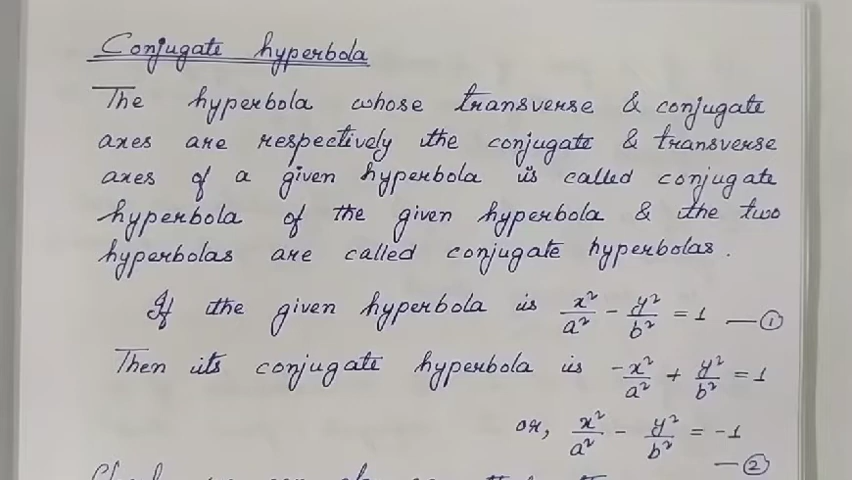 Conjugate hyperbola
The hyperbola whose transverse & conjugate
axes are respectively the conjugate & transverse
axes of a given hyperbola is called conjugate
hyperbola of the given hyperbola & the two
hyperbolas are called conjugate hyperbolas.
If the given hyperbola is x²/a² - y²/b² = 1 —①
Then its conjugate hyperbola is -x²/a² + y²/b² = 1
or, x²/a² - y²/b² = -1
—②